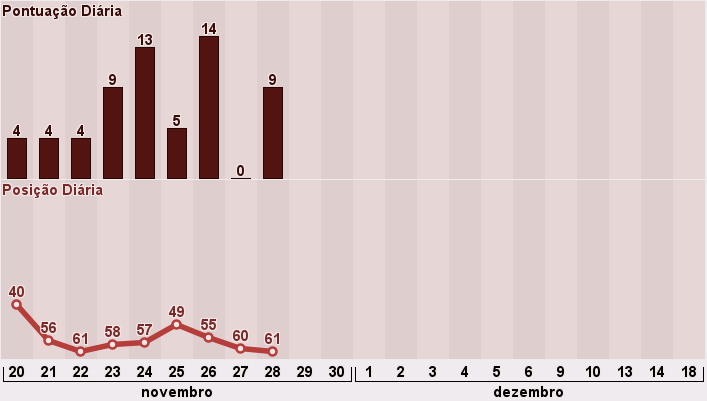 Pontuação Diária
4 4 4 9 13 5 14 0 9
Posição Diária
40 56 61 58 57 49 55 60 61
20 21 22 23 24 25 26 27 28 29 30 1 2 3 4 5 6 9 10 13 14 18
novembro dezembro